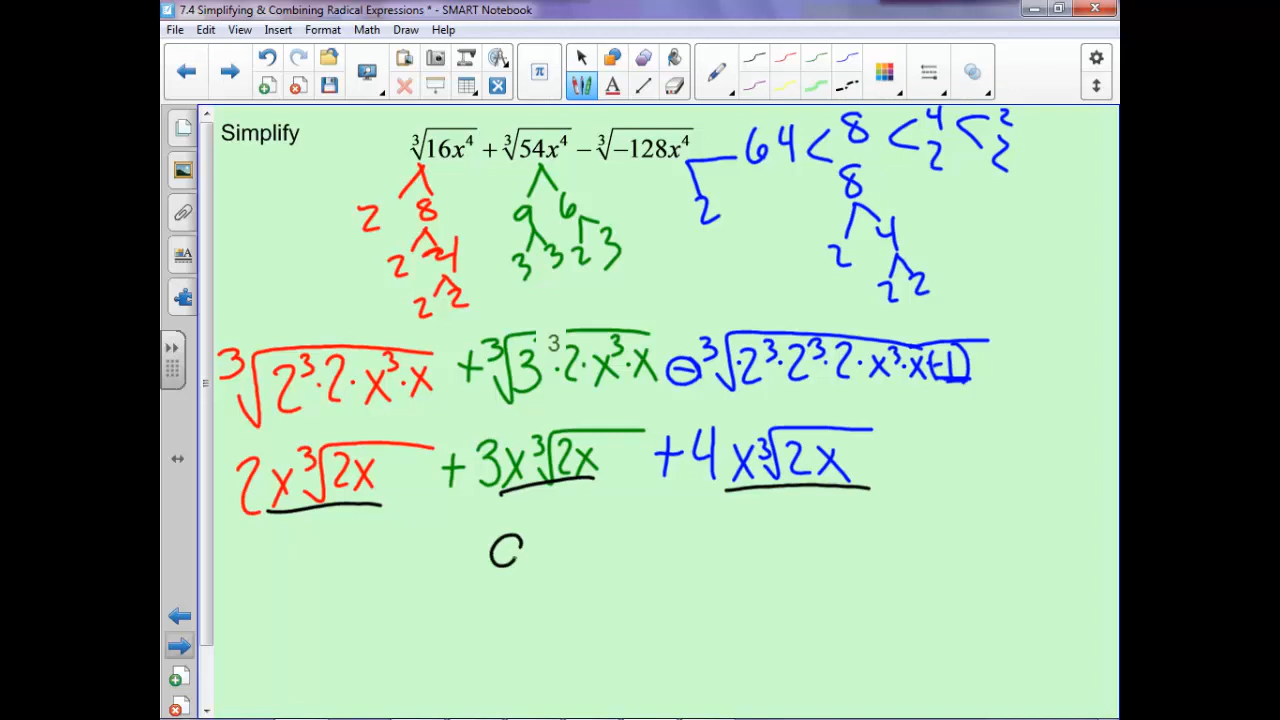 7.4 Simplifying & Combining Radical Expressions * - SMART Notebook
File Edit View Insert Format Math Draw Help
Simplify
∛16x⁴ + ∛54x⁴ − ∛−128x⁴
64 < 8 < 4 < 2
2 2
2 8 9 6 2 8
2 4 3 3 2 3 2 4
2 2 2 2
∛2³·2·x³·x + ∛3³·2·x³·x − ∛·2³·2³·2·x³·x(-1)
2x∛2x + 3x∛2x + 4x∛2x